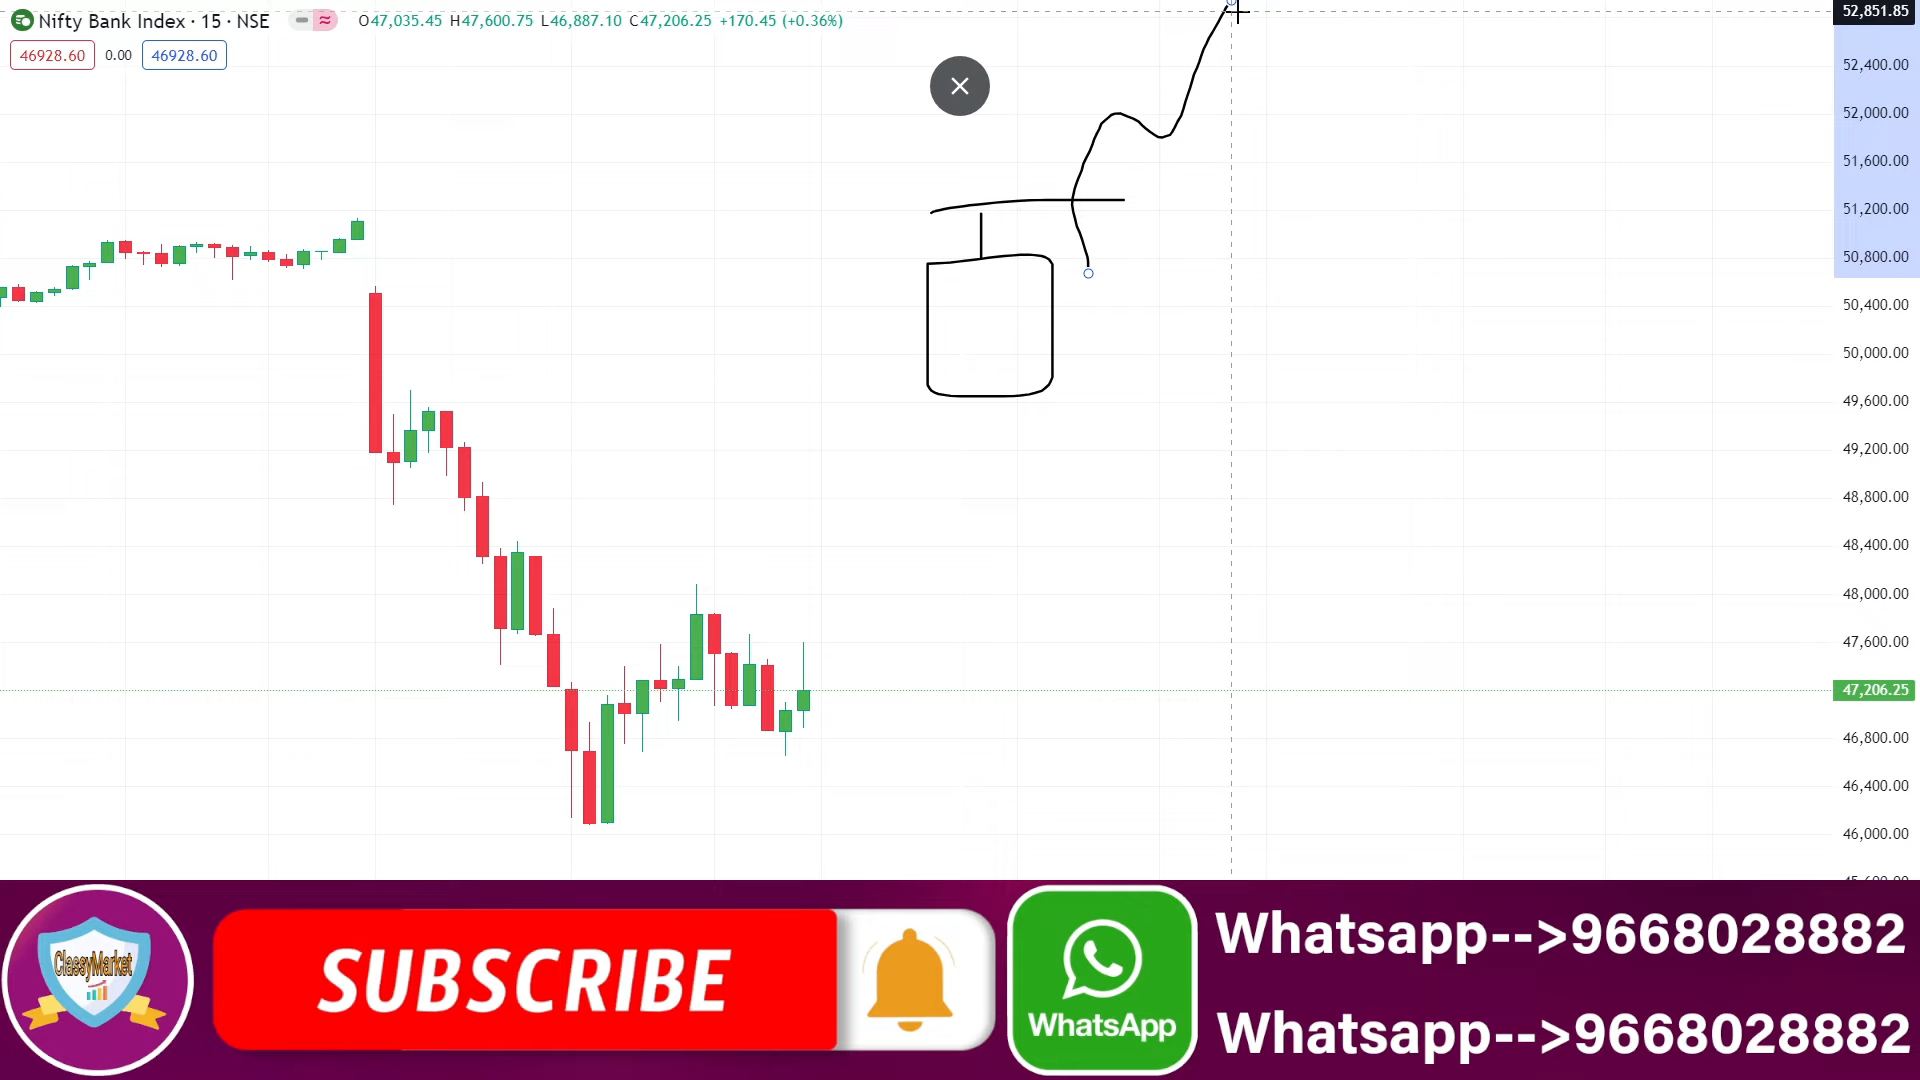 Nifty Bank Index · 15 · NSE
O47,035.45 H47,600.75 L46,887.10 C47,206.25 +170.45 (+0.36%)
46928.60 0.00 46928.60
52,851.85
52,400.00
52,000.00
51,600.00
51,200.00
50,800.00
50,400.00
50,000.00
49,600.00
49,200.00
48,800.00
48,400.00
48,000.00
47,600.00
47,206.25
46,800.00
46,400.00
46,000.00
ClassyMarket
SUBSCRIBE
WhatsApp
Whatsapp-->9668028882
Whatsapp-->9668028882